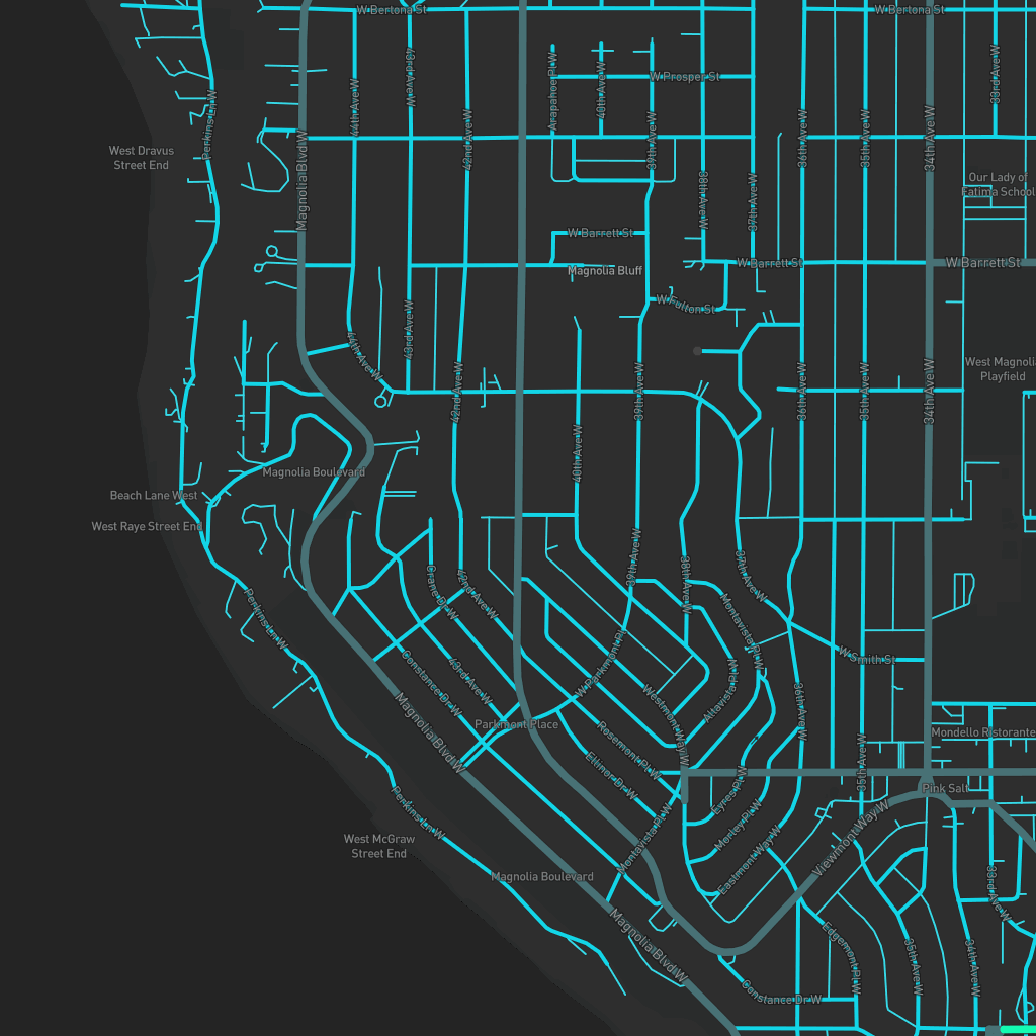 W Bertona St
W Bertona St
43rd Ave W
Arapahoe Pl W
40th Ave W
W Prosper St
33rd Ave W
44th Ave W
Perkins Ln W
42nd Ave W
39th Ave W
36th Ave W
35th Ave W
34th Ave W
West Dravus
Street End
Magnolia Blvd W
38th Ave W
37th Ave W
Our Lady of
Fatima School
W Barrett St
Magnolia Bluff
W Barrett St
W Barrett St
W Fulton St
43rd Ave W
44th Ave W
42nd Ave W
39th Ave W
36th Ave W
35th Ave W
34th Ave W
West Magnolia
Playfield
40th Ave W
Magnolia Boulevard
Beach Lane West
West Raye Street End
39th Ave W
38th Ave W
37th Ave W
Crane Dr W
42nd Ave W
Perkins Ln W
Montavista Pl W
W Parkmont Pl
W Smith St
Constance Dr W
43rd Ave W
Altavista Pl W
Westmont Way W
36th Ave W
Magnolia Blvd W
Parkmont Place
Rosemont Pl W
Ellinor Dr W
Mondello Ristorante
35th Ave W
Pink Salt
Eyres Pl W
Morley Pl W
Eastmont Way W
Viewmont Way W
Montavista Pl W
Perkins Ln W
West McGraw
Street End
Magnolia Boulevard
33rd Ave W
Magnolia Blvd W
Edgemont Pl W
35th Ave W
34th Ave W
Constance Dr W